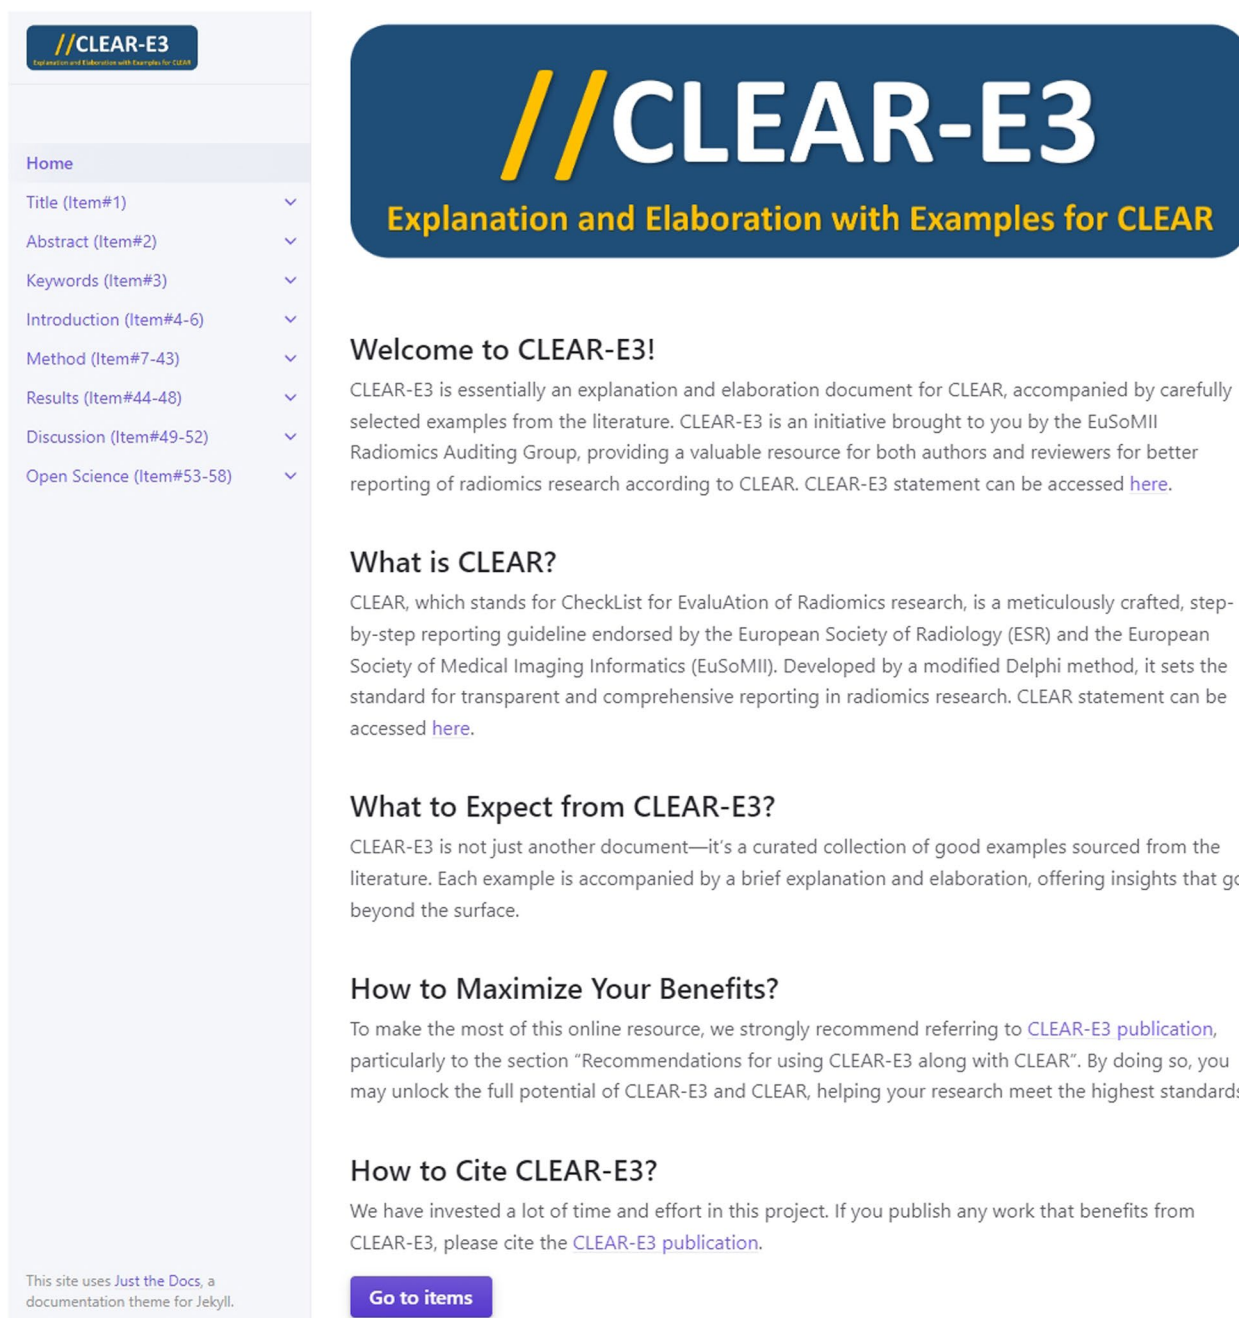 //CLEAR-E3
Explanation and Elaboration with Examples for CLEAR
Home
Title (Item#1)
Abstract (Item#2)
Keywords (Item#3)
Introduction (Item#4-6)
Method (Item#7-43)
Results (Item#44-48)
Discussion (Item#49-52)
Open Science (Item#53-58)
This site uses Just the Docs, a
documentation theme for Jekyll.
//CLEAR-E3
Explanation and Elaboration with Examples for CLEAR
Welcome to CLEAR-E3!
CLEAR-E3 is essentially an explanation and elaboration document for CLEAR, accompanied by carefully
selected examples from the literature. CLEAR-E3 is an initiative brought to you by the EuSoMII
Radiomics Auditing Group, providing a valuable resource for both authors and reviewers for better
reporting of radiomics research according to CLEAR. CLEAR-E3 statement can be accessed here.
What is CLEAR?
CLEAR, which stands for CheckList for EvaluAtion of Radiomics research, is a meticulously crafted, step-
by-step reporting guideline endorsed by the European Society of Radiology (ESR) and the European
Society of Medical Imaging Informatics (EuSoMII). Developed by a modified Delphi method, it sets the
standard for transparent and comprehensive reporting in radiomics research. CLEAR statement can be
accessed here.
What to Expect from CLEAR-E3?
CLEAR-E3 is not just another document—it's a curated collection of good examples sourced from the
literature. Each example is accompanied by a brief explanation and elaboration, offering insights that go
beyond the surface.
How to Maximize Your Benefits?
To make the most of this online resource, we strongly recommend referring to CLEAR-E3 publication,
particularly to the section “Recommendations for using CLEAR-E3 along with CLEAR”. By doing so, you
may unlock the full potential of CLEAR-E3 and CLEAR, helping your research meet the highest standards
How to Cite CLEAR-E3?
We have invested a lot of time and effort in this project. If you publish any work that benefits from
CLEAR-E3, please cite the CLEAR-E3 publication.
Go to items